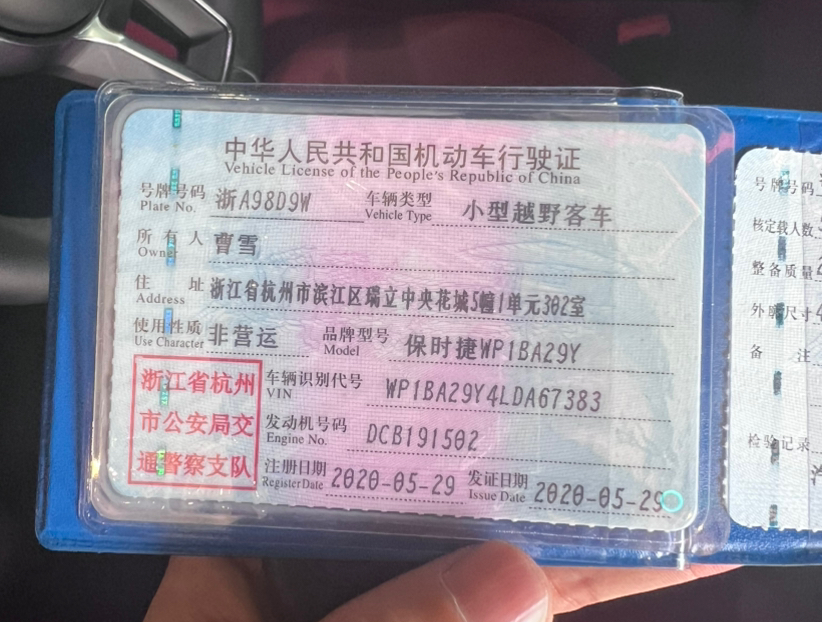 中华人民共和国机动车行驶证
Vehicle License of the People's Republic of China
号牌号码 浙A98D9W 车辆类型 小型越野客车
Plate No. Vehicle Type
所有人 曹雪
Owner
住址 浙江省杭州市滨江区瑞立中央花城5幢1单元302室
Address
使用性质 非营运 品牌型号 保时捷WP1BA29Y
Use Character Model
浙江省杭州
市公安局交
通警察支队
车辆识别代号 WP1BA29Y4LDA67383
VIN
发动机号码 DCB191502
Engine No.
注册日期 2020-05-29 发证日期 2020-05-29
Register Date Issue Date
号牌号码
核定载人数
整备质量
外廓尺寸
备注
检验记录